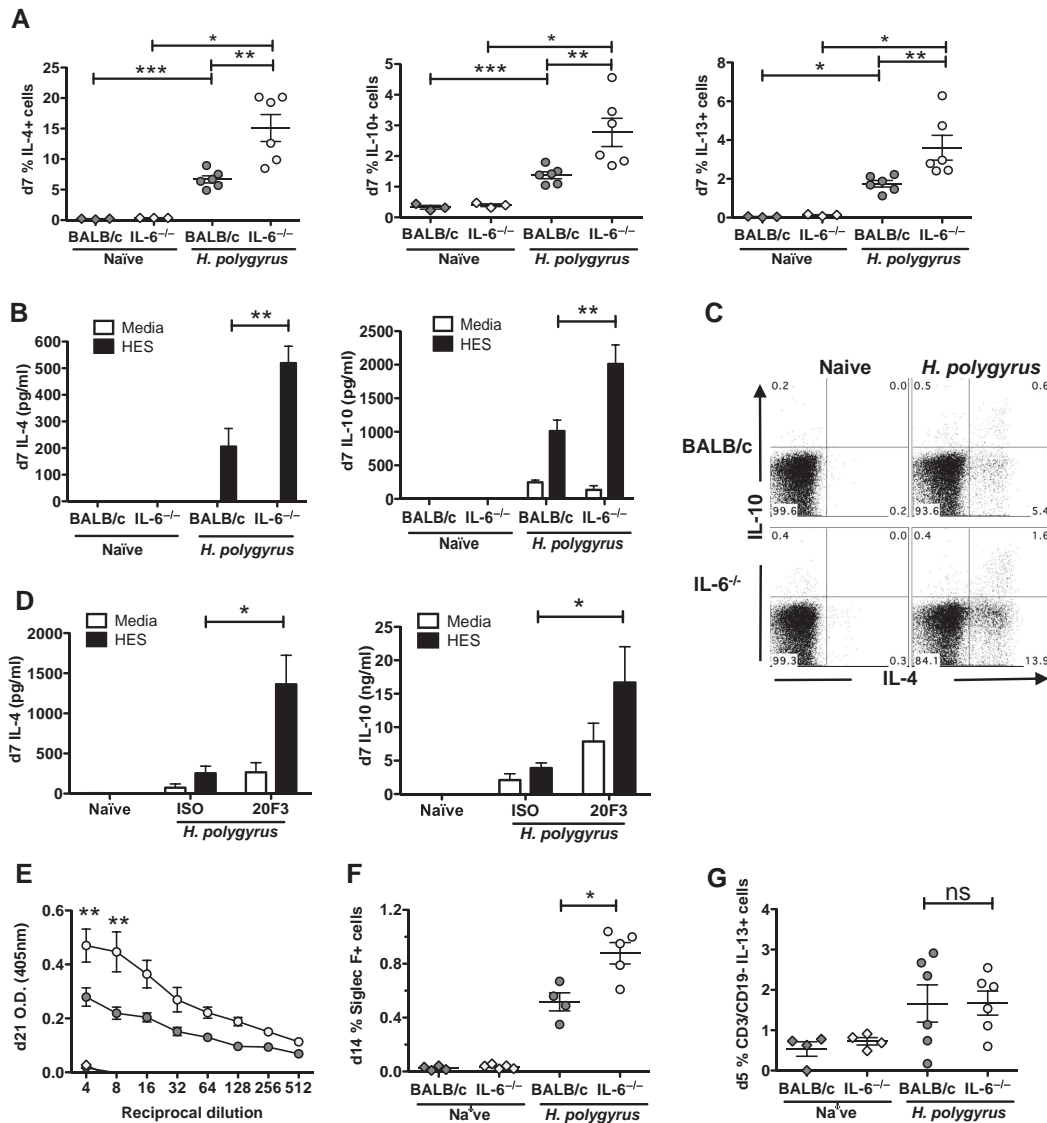 A
d7 % IL-4+ cells
25
20
15
10
5
0
*
***
**
BALB/c IL-6–/– BALB/c IL-6–/–
Naïve H. polygyrus
d7 % IL-10+ cells
5
4
3
2
1
0
*
***
**
BALB/c IL-6–/– BALB/c IL-6–/–
Naïve H. polygyrus
d7 % IL-13+ cells
8
6
4
2
0
*
*
**
BALB/c IL-6–/– BALB/c IL-6–/–
Naïve H. polygyrus
B
d7 IL-4 (pg/ml)
600
500
400
300
200
100
0
Media
HES
**
BALB/c IL-6–/– BALB/c IL-6–/–
Naïve H. polygyrus
d7 IL-10 (pg/ml)
2500
2000
1500
1000
500
0
Media
HES
**
BALB/c IL-6–/– BALB/c IL-6–/–
Naïve H. polygyrus
C
Naive H. polygyrus
BALB/c
IL-6-/-
IL-10
0.2 0.0 0.5 0.6
99.6 0.2 93.6 5.4
0.4 0.0 0.4 1.6
99.3 0.3 84.1 13.9
IL-4
D
d7 IL-4 (pg/ml)
2000
1500
1000
500
0
Media
HES
*
Naïve ISO 20F3
H. polygyrus
d7 IL-10 (ng/ml)
25
20
15
10
5
0
Media
HES
*
Naïve ISO 20F3
H. polygyrus
E
d21 O.D. (405nm)
0.6
0.4
0.2
0.0
** **
4 8 16 32 64 128 256 512
Reciprocal dilution
F
d14 % Siglec F+ cells
1.2
0.8
0.4
0.0
*
BALB/c IL-6–/– BALB/c IL-6–/–
Naïve H. polygyrus
G
d5 % CD3/CD19- IL-13+ cells
4
3
2
1
0
ns
BALB/c IL-6–/– BALB/c IL-6–/–
Naïve H. polygyrus